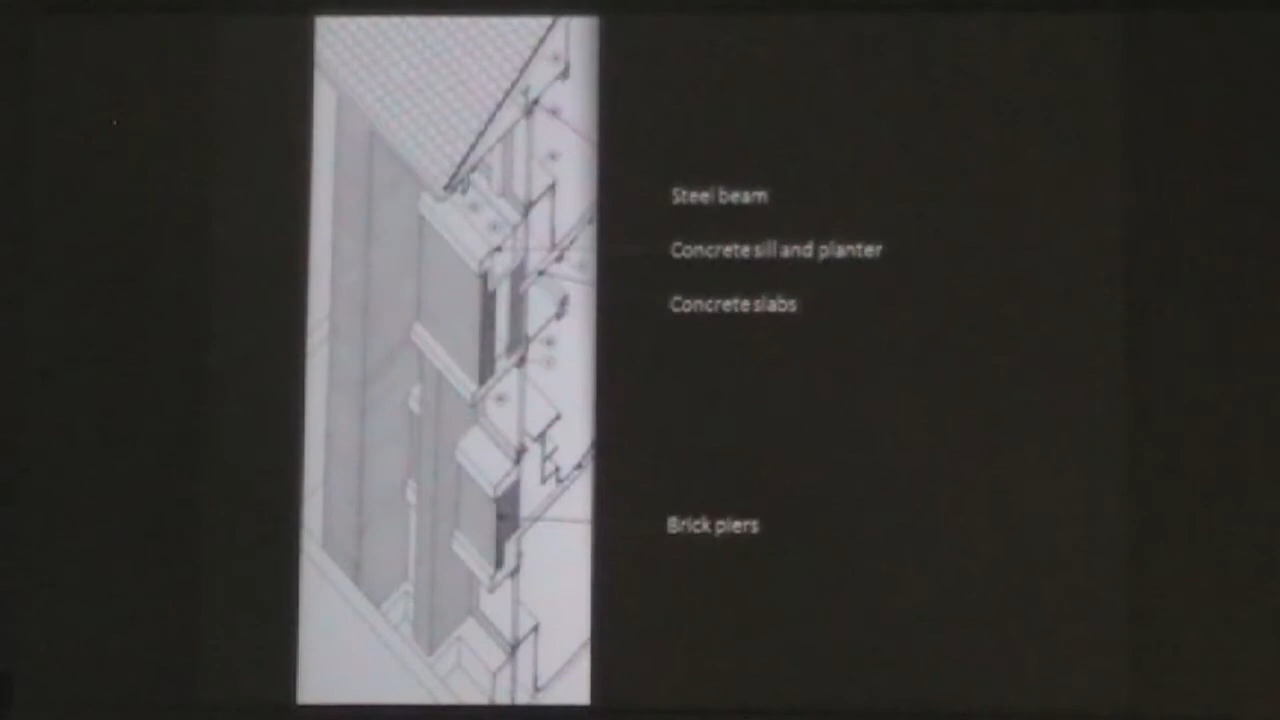 Steel beam
Concrete sill and planter
Concrete slabs
Brick piers